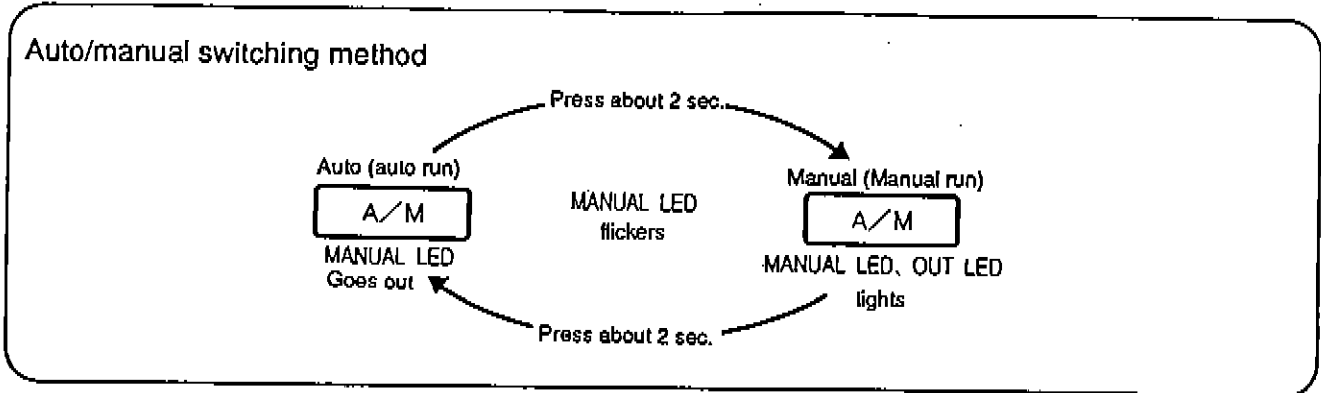 Auto/manual switching method
Press about 2 sec.
Auto (auto run)
A/M
MANUAL LED
Goes out
MANUAL LED
flickers
Manual (Manual run)
A/M
MANUAL LED、OUT LED
lights
Press about 2 sec.